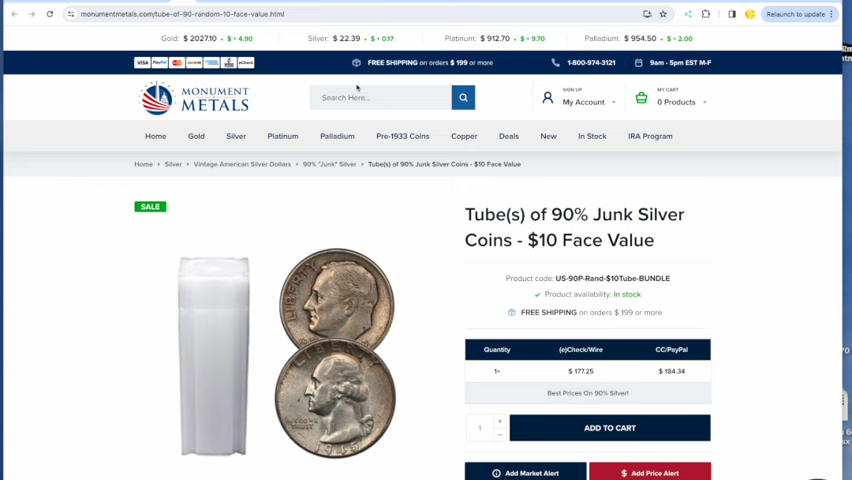 monumentmetals.com/tube-of-90-random-10-face-value.html
Relaunch to update
Gold: $ 2027.10 $ + 4.90 Silver: $ 22.39 $ + 0.17 Platinum: $ 912.70 $ + 9.70 Palladium: $ 954.50 $ + 2.00
VISA PayPal eCheck FREE SHIPPING on orders $ 199 or more 1-800-974-3121 9am - 5pm EST M-F
MONUMENT
METALS
Search Here...
SIGN UP
My Account
MY CART
0 Products
Home Gold Silver Platinum Palladium Pre-1933 Coins Copper Deals New In Stock IRA Program
Home Silver Vintage American Silver Dollars 90% "Junk" Silver Tube(s) of 90% Junk Silver Coins - $10 Face Value
SALE
Tube(s) of 90% Junk Silver
Coins - $10 Face Value
Product code: US-90P-Rand-$10Tube-BUNDLE
Product availability: In stock
FREE SHIPPING on orders $ 199 or more
Quantity (e)Check/Wire CC/PayPal
1+ $ 177.25 $ 184.34
Best Prices On 90% Silver!
1 + −
ADD TO CART
Add Market Alert
Add Price Alert
LIBERTY
LIBERTY